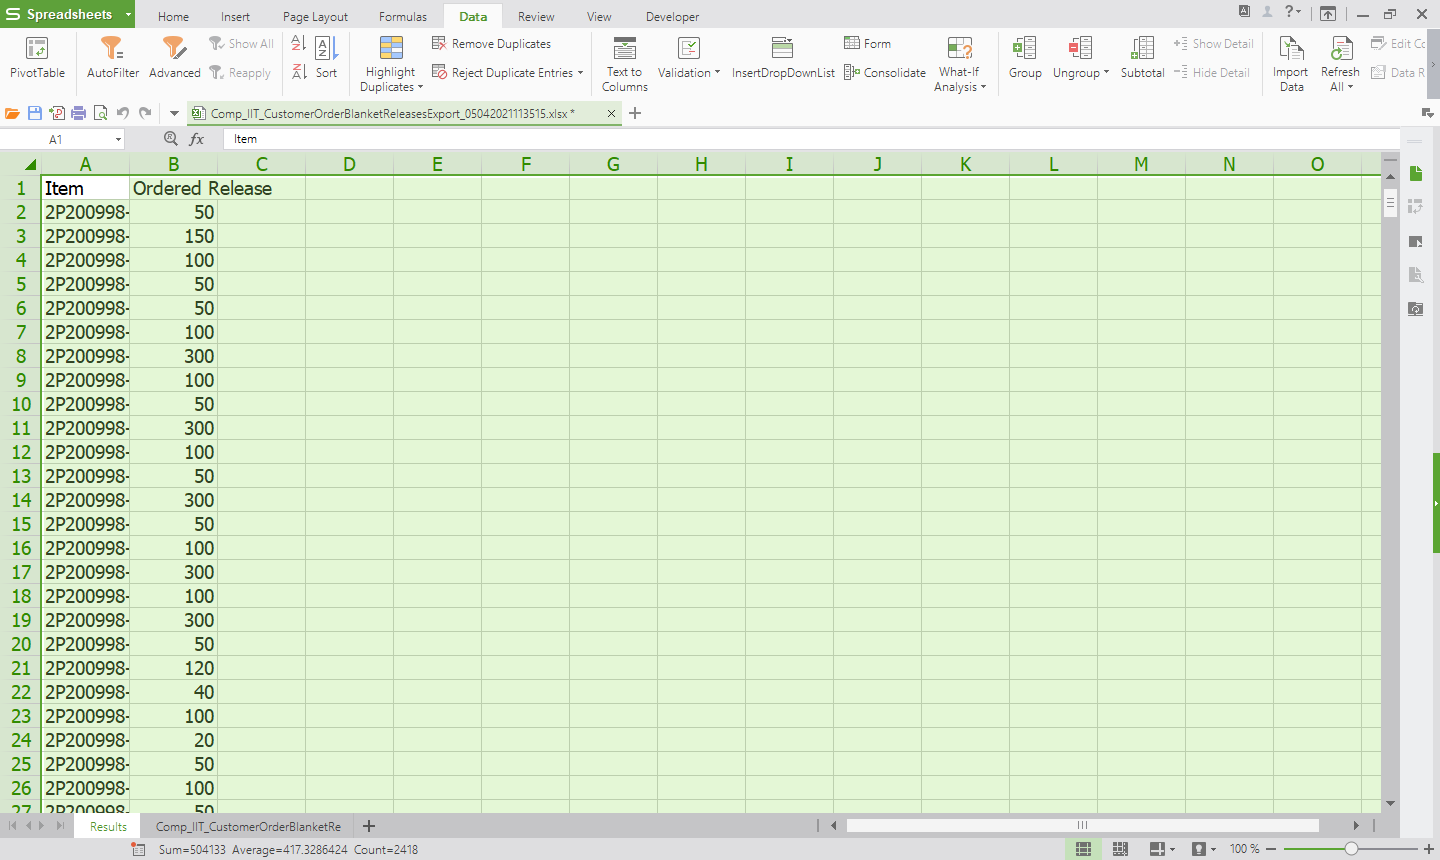 Spreadsheets
Home Insert Page Layout Formulas Data Review View Developer
PivotTable
AutoFilter
Advanced
Show All
Reapply
Sort
Highlight
Duplicates
Remove Duplicates
Reject Duplicate Entries
Text to
Columns
Validation
InsertDropDownList
Form
Consolidate
What-If
Analysis
Group
Ungroup
Subtotal
Show Detail
Hide Detail
Import
Data
Refresh
All
Edit Cc
Data R
Comp_IIT_CustomerOrderBlanketReleasesExport_05042021113515.xlsx *
A1 fx Item
A B C D E F G H I J K L M N O
1 Item Ordered Release
2 2P200998- 50
3 2P200998- 150
4 2P200998- 100
5 2P200998- 50
6 2P200998- 50
7 2P200998- 100
8 2P200998- 300
9 2P200998- 100
10 2P200998- 50
11 2P200998- 300
12 2P200998- 100
13 2P200998- 50
14 2P200998- 300
15 2P200998- 50
16 2P200998- 100
17 2P200998- 300
18 2P200998- 100
19 2P200998- 300
20 2P200998- 50
21 2P200998- 120
22 2P200998- 40
23 2P200998- 100
24 2P200998- 20
25 2P200998- 50
26 2P200998- 100
27 2P200998- 50
Results Comp_IIT_CustomerOrderBlanketRe
Sum=504133 Average=417.3286424 Count=2418
100 %